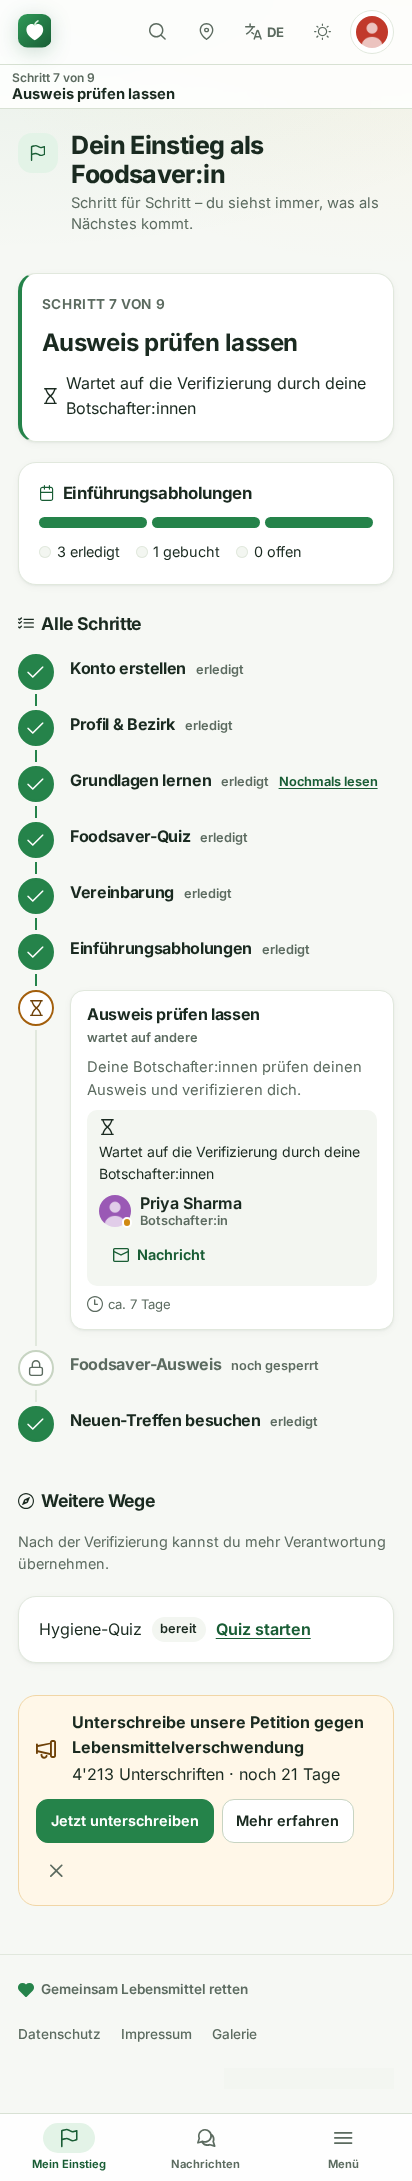 DE
Schritt 7 von 9
Ausweis prüfen lassen
Dein Einstieg als
Foodsaver:in
Schritt für Schritt – du siehst immer, was als
Nächstes kommt.
SCHRITT 7 VON 9
Ausweis prüfen lassen
Wartet auf die Verifizierung durch deine
Botschafter:innen
Einführungsabholungen
3 erledigt 1 gebucht 0 offen
Alle Schritte
Konto erstellen erledigt
Profil & Bezirk erledigt
Grundlagen lernen erledigt Nochmals lesen
Foodsaver-Quiz erledigt
Vereinbarung erledigt
Einführungsabholungen erledigt
Ausweis prüfen lassen
wartet auf andere
Deine Botschafter:innen prüfen deinen
Ausweis und verifizieren dich.
Wartet auf die Verifizierung durch deine
Botschafter:innen
Priya Sharma
Botschafter:in
Nachricht
ca. 7 Tage
Foodsaver-Ausweis noch gesperrt
Neuen-Treffen besuchen erledigt
Weitere Wege
Nach der Verifizierung kannst du mehr Verantwortung
übernehmen.
Hygiene-Quiz bereit Quiz starten
Unterschreibe unsere Petition gegen
Lebensmittelverschwendung
4'213 Unterschriften · noch 21 Tage
Jetzt unterschreiben Mehr erfahren
Gemeinsam Lebensmittel retten
Datenschutz Impressum Galerie
Mein Einstieg Nachrichten Menü